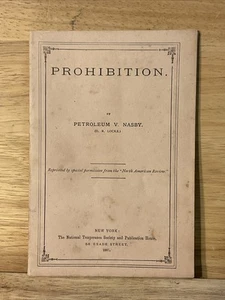 PROHIBITION.
BY
PETROLEUM V. NASBY.
(D. R. LOCKE.)
Reprinted by special permission from the "North American Review."
NEW YORK:
The National Temperance Society and Publication House,
58 READE STREET,